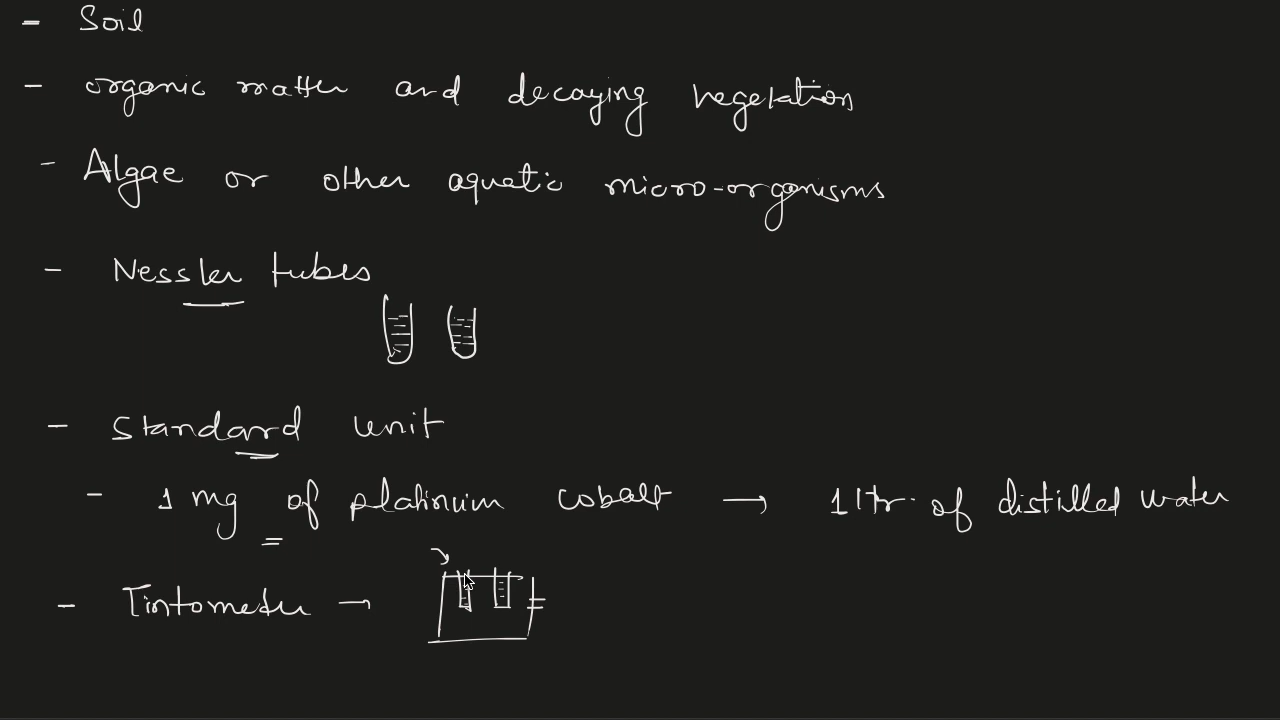 - Soil
- organic matter and decaying vegetation
- Algae or other aquatic micro-organisms
- Nessler tubes
- standard unit
- 1 mg of platinum cobalt → 1 ltr. of distilled water
- Tintometer →